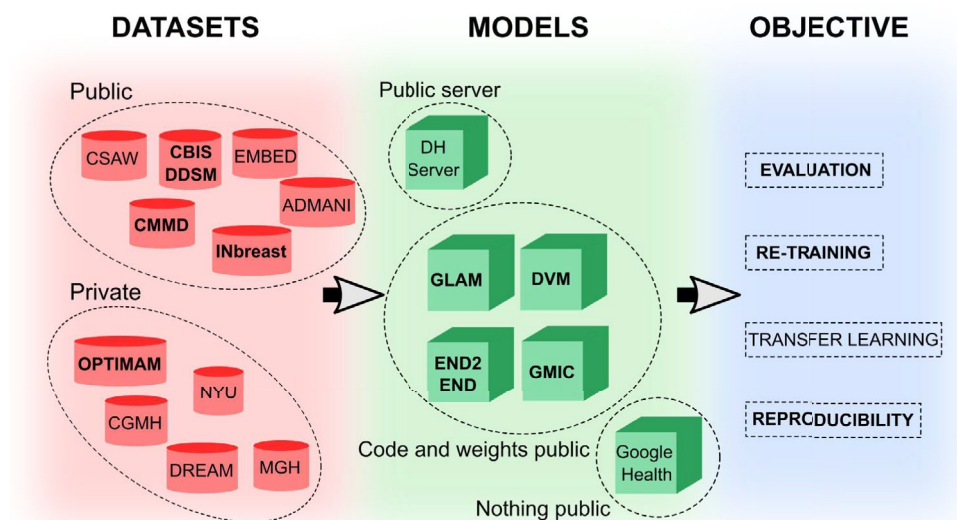 DATASETS
MODELS
OBJECTIVE
Public
CSAW
CBIS
DDSM
EMBED
ADMANI
CMMD
INbreast
Private
OPTIMAM
NYU
CGMH
DREAM
MGH
Public server
DH
Server
GLAM
DVM
END2
END
GMIC
Code and weights public
Google
Health
Nothing public
EVALUATION
RE-TRAINING
TRANSFER LEARNING
REPRODUCIBILITY